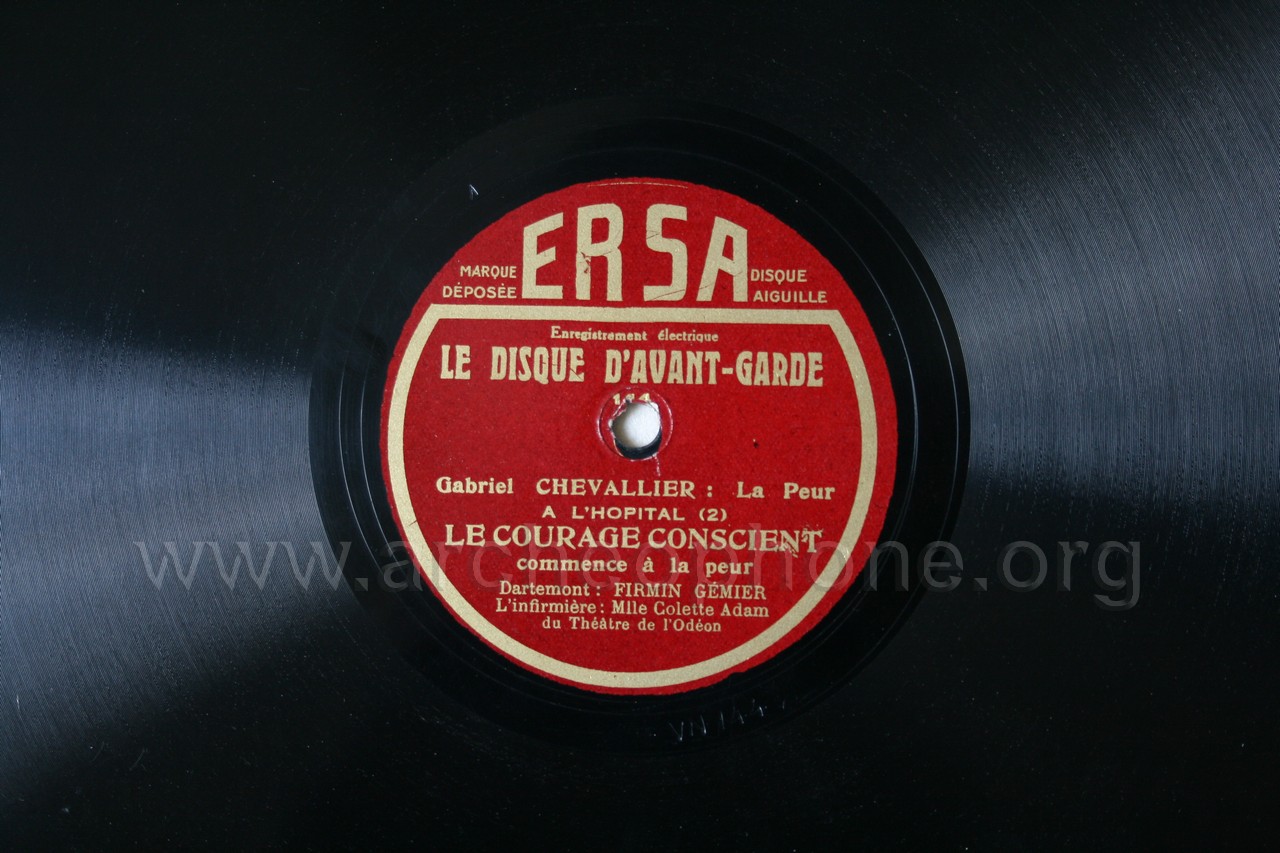 ERSA
MARQUE DÉPOSÉE
DISQUE AIGUILLE
Enregistrement électrique
LE DISQUE D'AVANT-GARDE
Gabriel CHEVALLIER : La Peur
A L'HOPITAL (2)
LE COURAGE CONSCIENT
www.archeophone.org
commence à la peur
Dartemont : FIRMIN GÉMIER
L'infirmière : Mlle Colette Adam
du Théâtre de l'Odéon